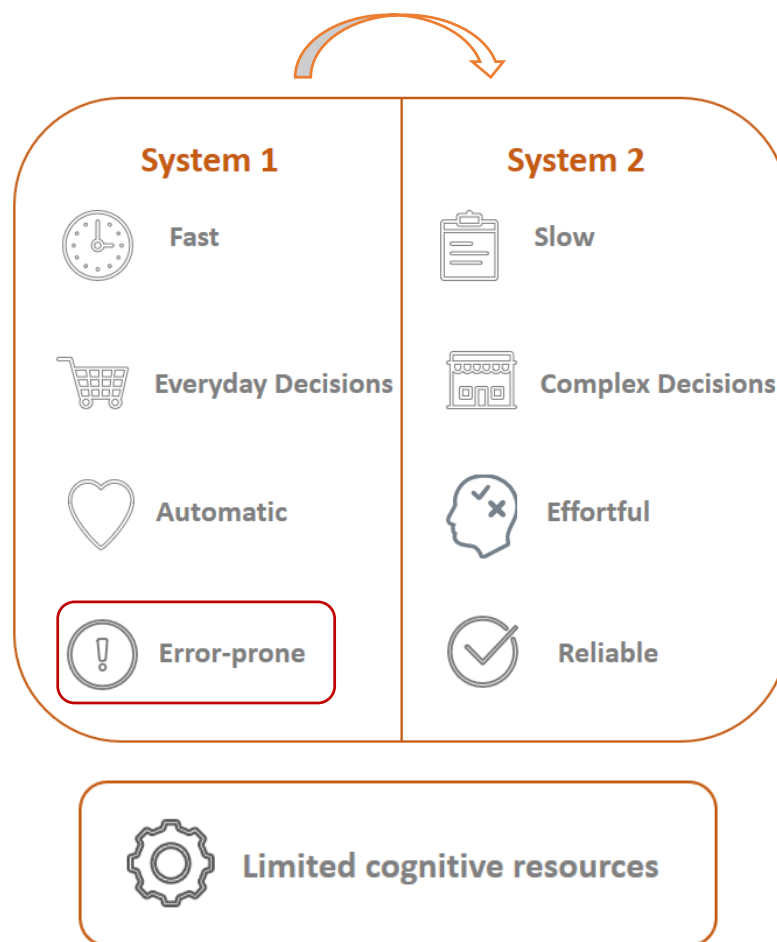 System 1
Fast
Everyday Decisions
Automatic
Error-prone
System 2
Slow
Complex Decisions
Effortful
Reliable
Limited cognitive resources